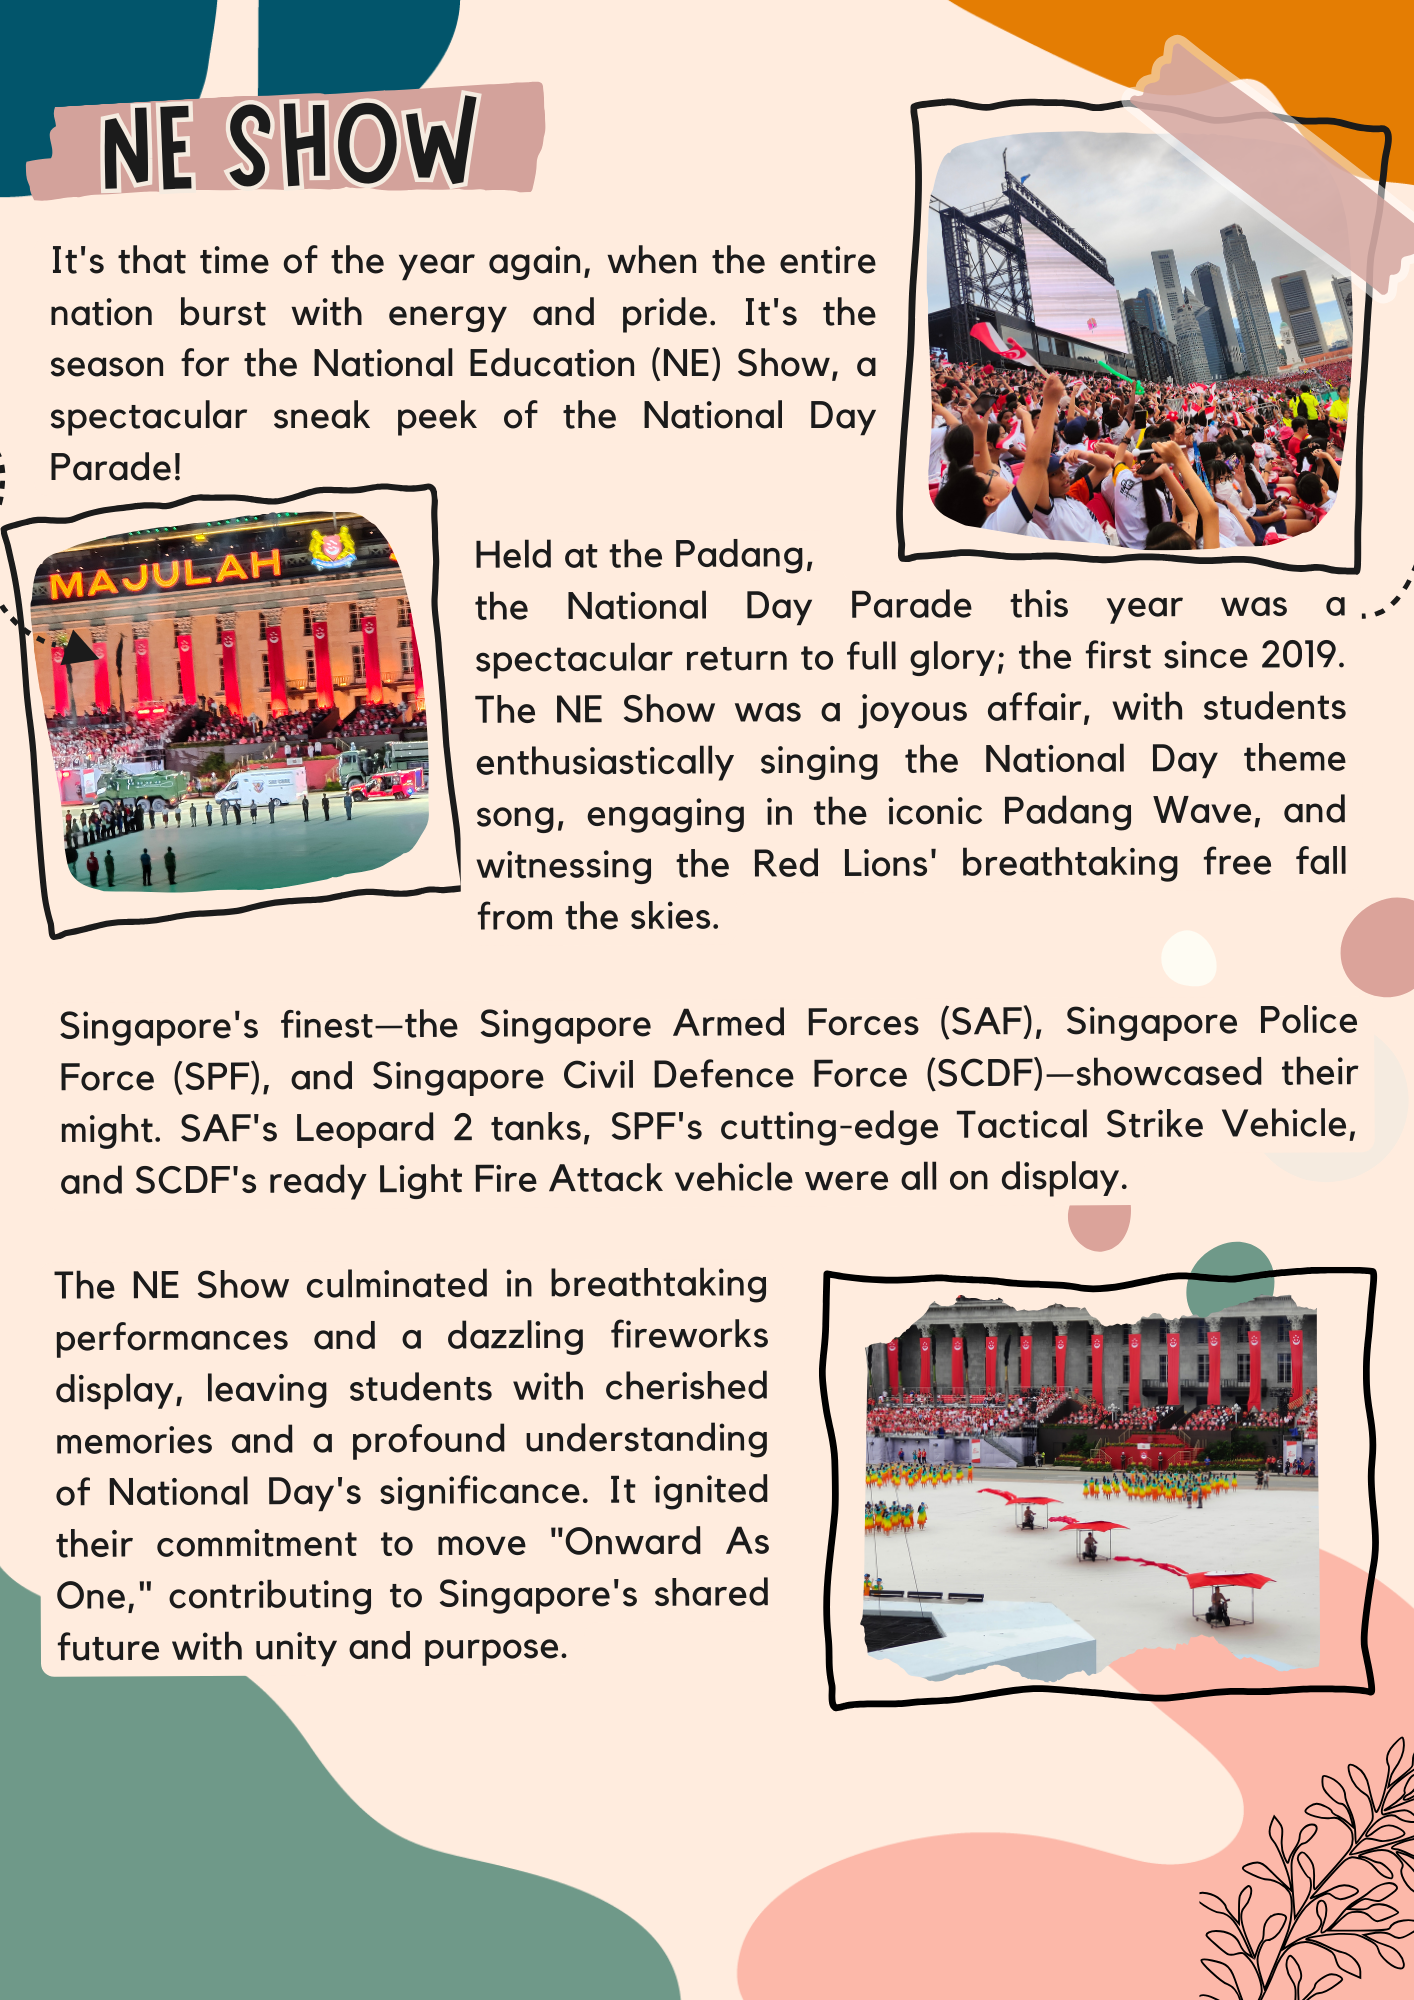 NE SHOW
It's that time of the year again, when the entire
nation burst with energy and pride. It's the
season for the National Education (NE) Show, a
spectacular sneak peek of the National Day
Parade!
MAJULAH
Held at the Padang,
the National Day Parade this year was a
spectacular return to full glory; the first since 2019.
The NE Show was a joyous affair, with students
enthusiastically singing the National Day theme
song, engaging in the iconic Padang Wave, and
witnessing the Red Lions' breathtaking free fall
from the skies.
Singapore's finest—the Singapore Armed Forces (SAF), Singapore Police
Force (SPF), and Singapore Civil Defence Force (SCDF)—showcased their
might. SAF's Leopard 2 tanks, SPF's cutting-edge Tactical Strike Vehicle,
and SCDF's ready Light Fire Attack vehicle were all on display.
The NE Show culminated in breathtaking
performances and a dazzling fireworks
display, leaving students with cherished
memories and a profound understanding
of National Day's significance. It ignited
their commitment to move "Onward As
One," contributing to Singapore's shared
future with unity and purpose.